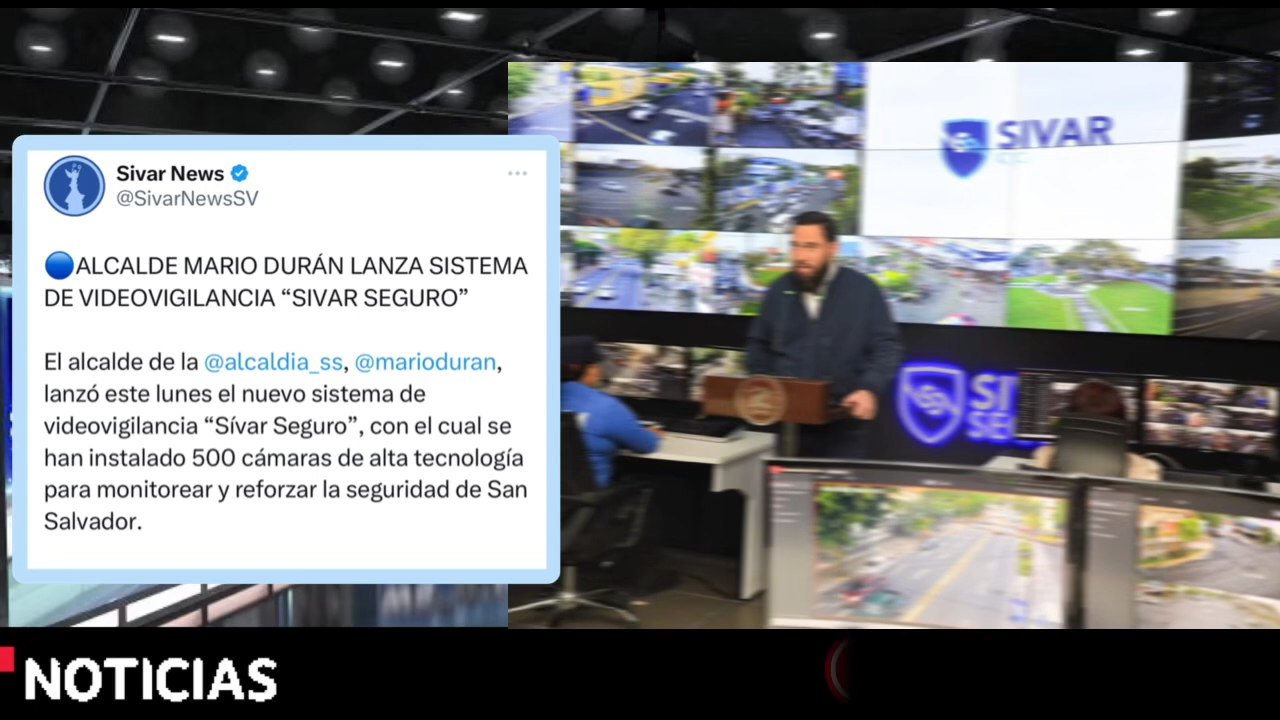 Sivar News
@SivarNewsSV
🔵ALCALDE MARIO DURÁN LANZA SISTEMA
DE VIDEOVIGILANCIA “SIVAR SEGURO”
El alcalde de la @alcaldia_ss, @marioduran,
lanzó este lunes el nuevo sistema de
videovigilancia “Sívar Seguro”, con el cual se
han instalado 500 cámaras de alta tecnología
para monitorear y reforzar la seguridad de San
Salvador.
SIVAR
SI
SE
NOTICIAS